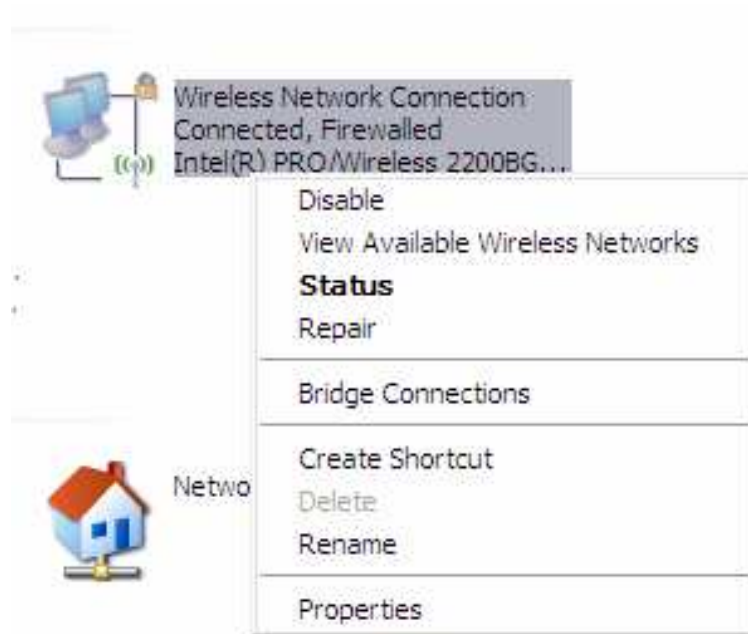 Wireless Network Connection
Connected, Firewalled
Intel(R) PRO/Wireless 2200BG...
Disable
View Available Wireless Networks
Status
Repair
Bridge Connections
Create Shortcut
Netwo
Delete
Rename
Properties